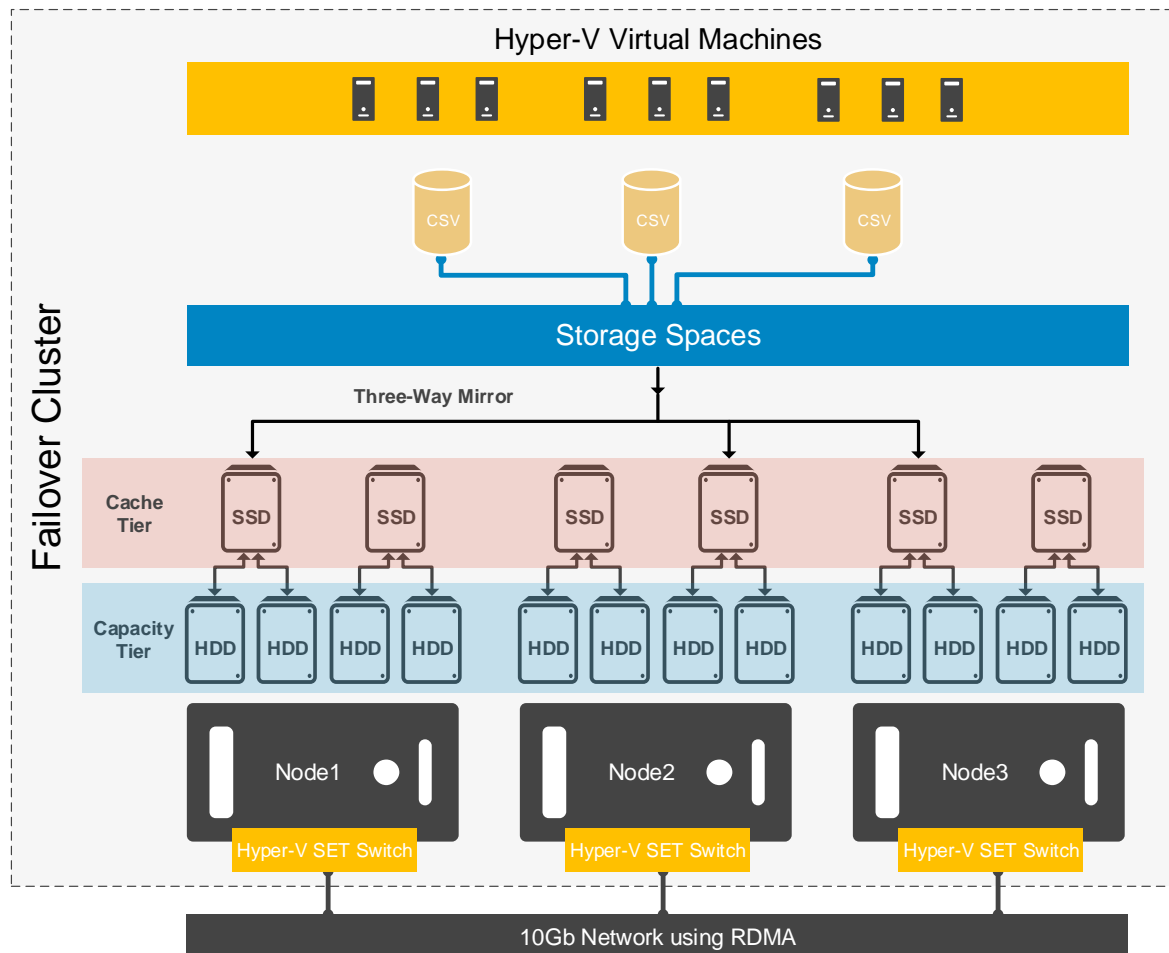 Hyper-V Virtual Machines
CSV
CSV
CSV
Storage Spaces
Three-Way Mirror
Failover Cluster
Cache
Tier
SSD
SSD
SSD
SSD
SSD
SSD
Capacity
Tier
HDD
HDD
HDD
HDD
HDD
HDD
HDD
HDD
HDD
HDD
HDD
HDD
Node1
Node2
Node3
Hyper-V SET Switch
Hyper-V SET Switch
Hyper-V SET Switch
10Gb Network using RDMA